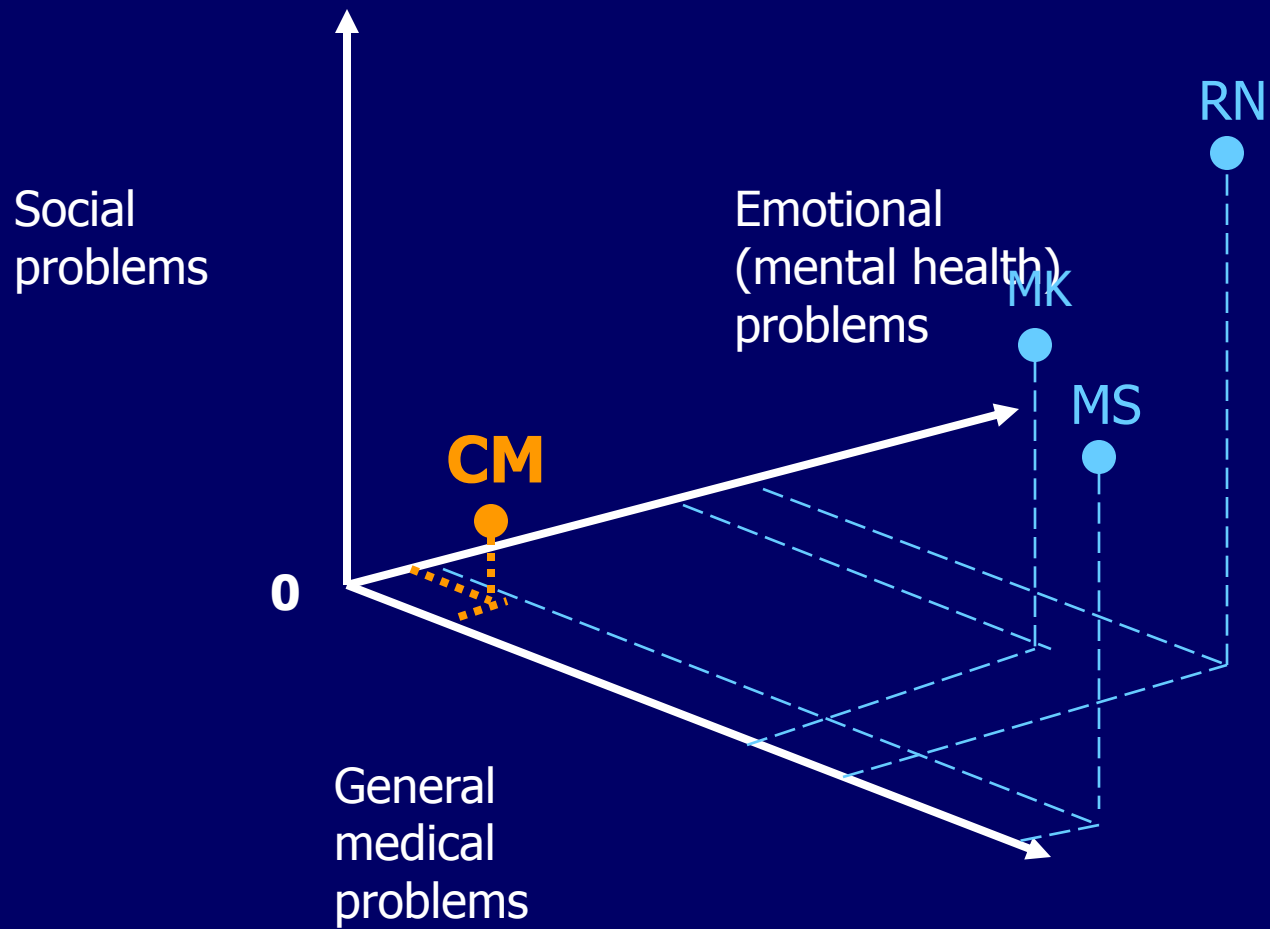 RN
Social
problems
Emotional
(mental health)
problems
MK
MS
CM
0
General
medical
problems